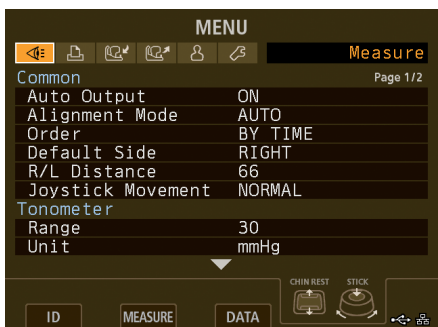 MENU
Measure
Common Page 1/2
Auto Output ON
Alignment Mode AUTO
Order BY TIME
Default Side RIGHT
R/L Distance 66
Joystick Movement NORMAL
Tonometer
Range 30
Unit mmHg
CHIN REST STICK
ID MEASURE DATA